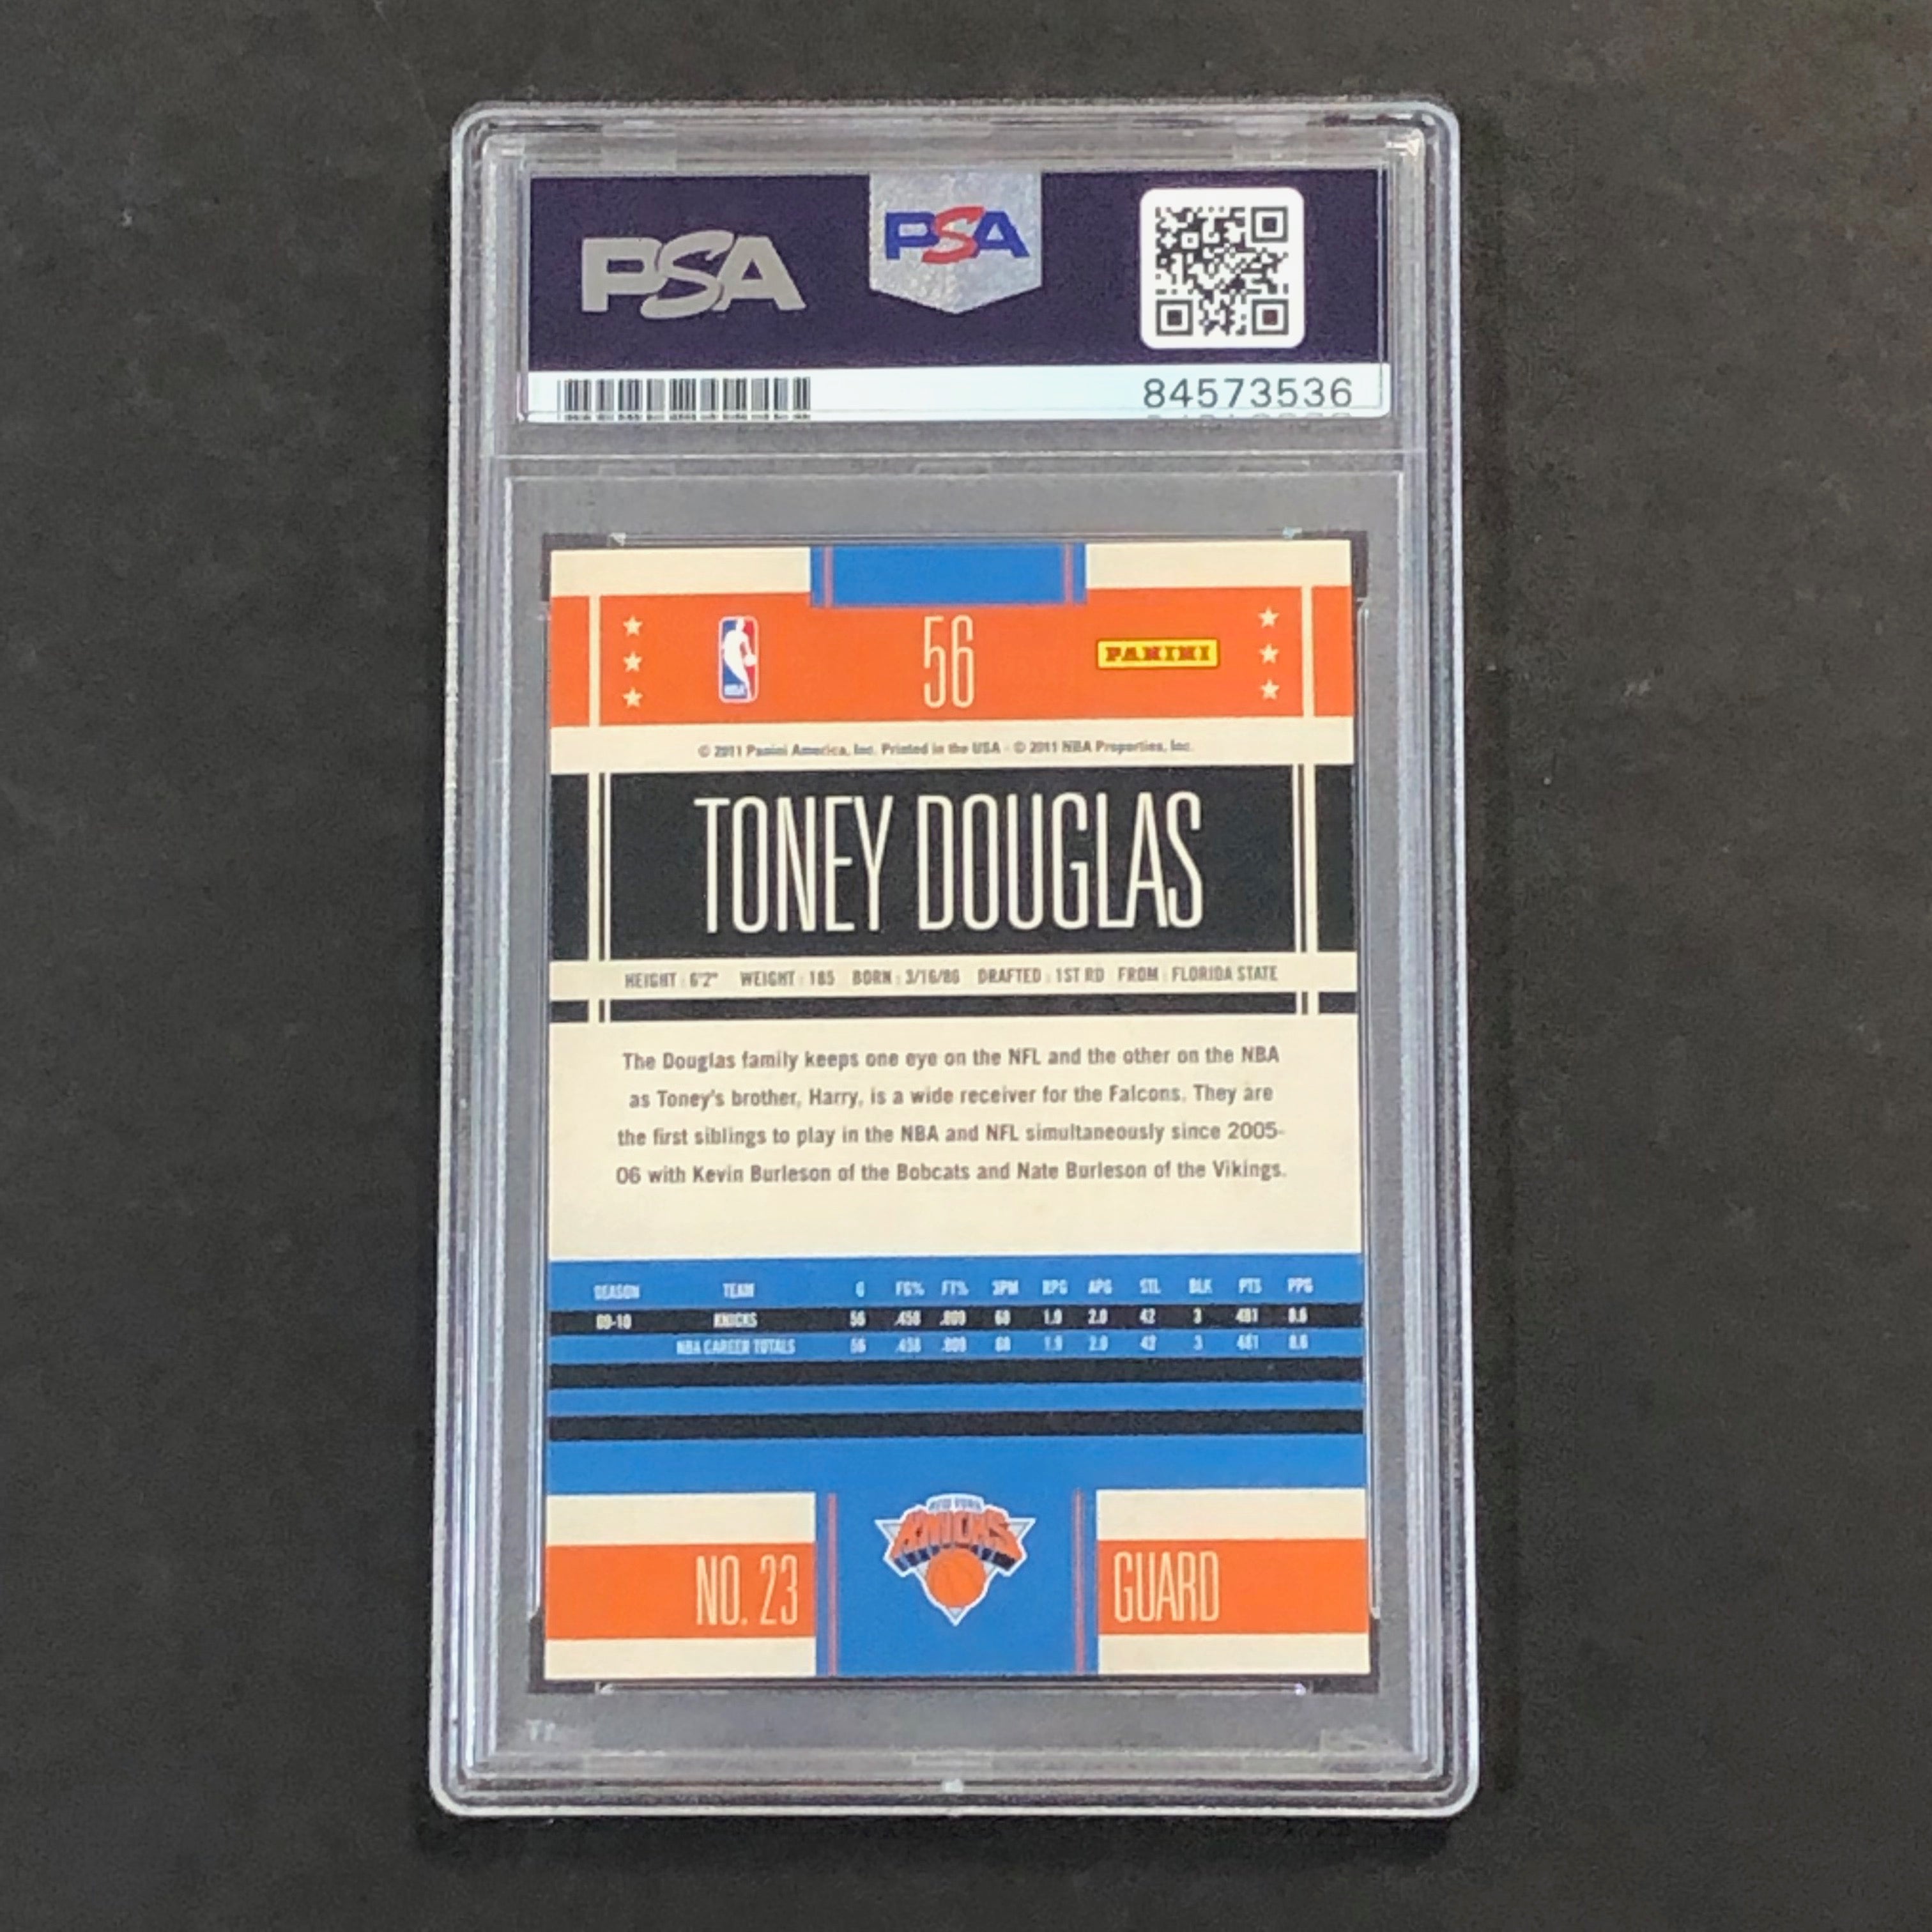 PSA PSA
84573536
NBA 56 PANINI
© 2011 Panini America, Inc. Printed in the USA · © 2011 NBA Properties, Inc.
TONEY DOUGLAS
HEIGHT : 6'2" WEIGHT : 185 BORN : 3/16/86 DRAFTED : 1ST RD FROM : FLORIDA STATE
The Douglas family keeps one eye on the NFL and the other on the NBA
as Toney's brother, Harry, is a wide receiver for the Falcons. They are
the first siblings to play in the NBA and NFL simultaneously since 2005-
06 with Kevin Burleson of the Bobcats and Nate Burleson of the Vikings.
SEASON TEAM G FG% FT% 3PM RPG APG STL BLK PTS PPG
09-10 KNICKS 56 .458 .809 68 1.9 2.0 42 3 481 8.6
NBA CAREER TOTALS 56 .458 .809 68 1.9 2.0 42 3 481 8.6
NEW YORK
KNICKS
NO. 23 GUARD